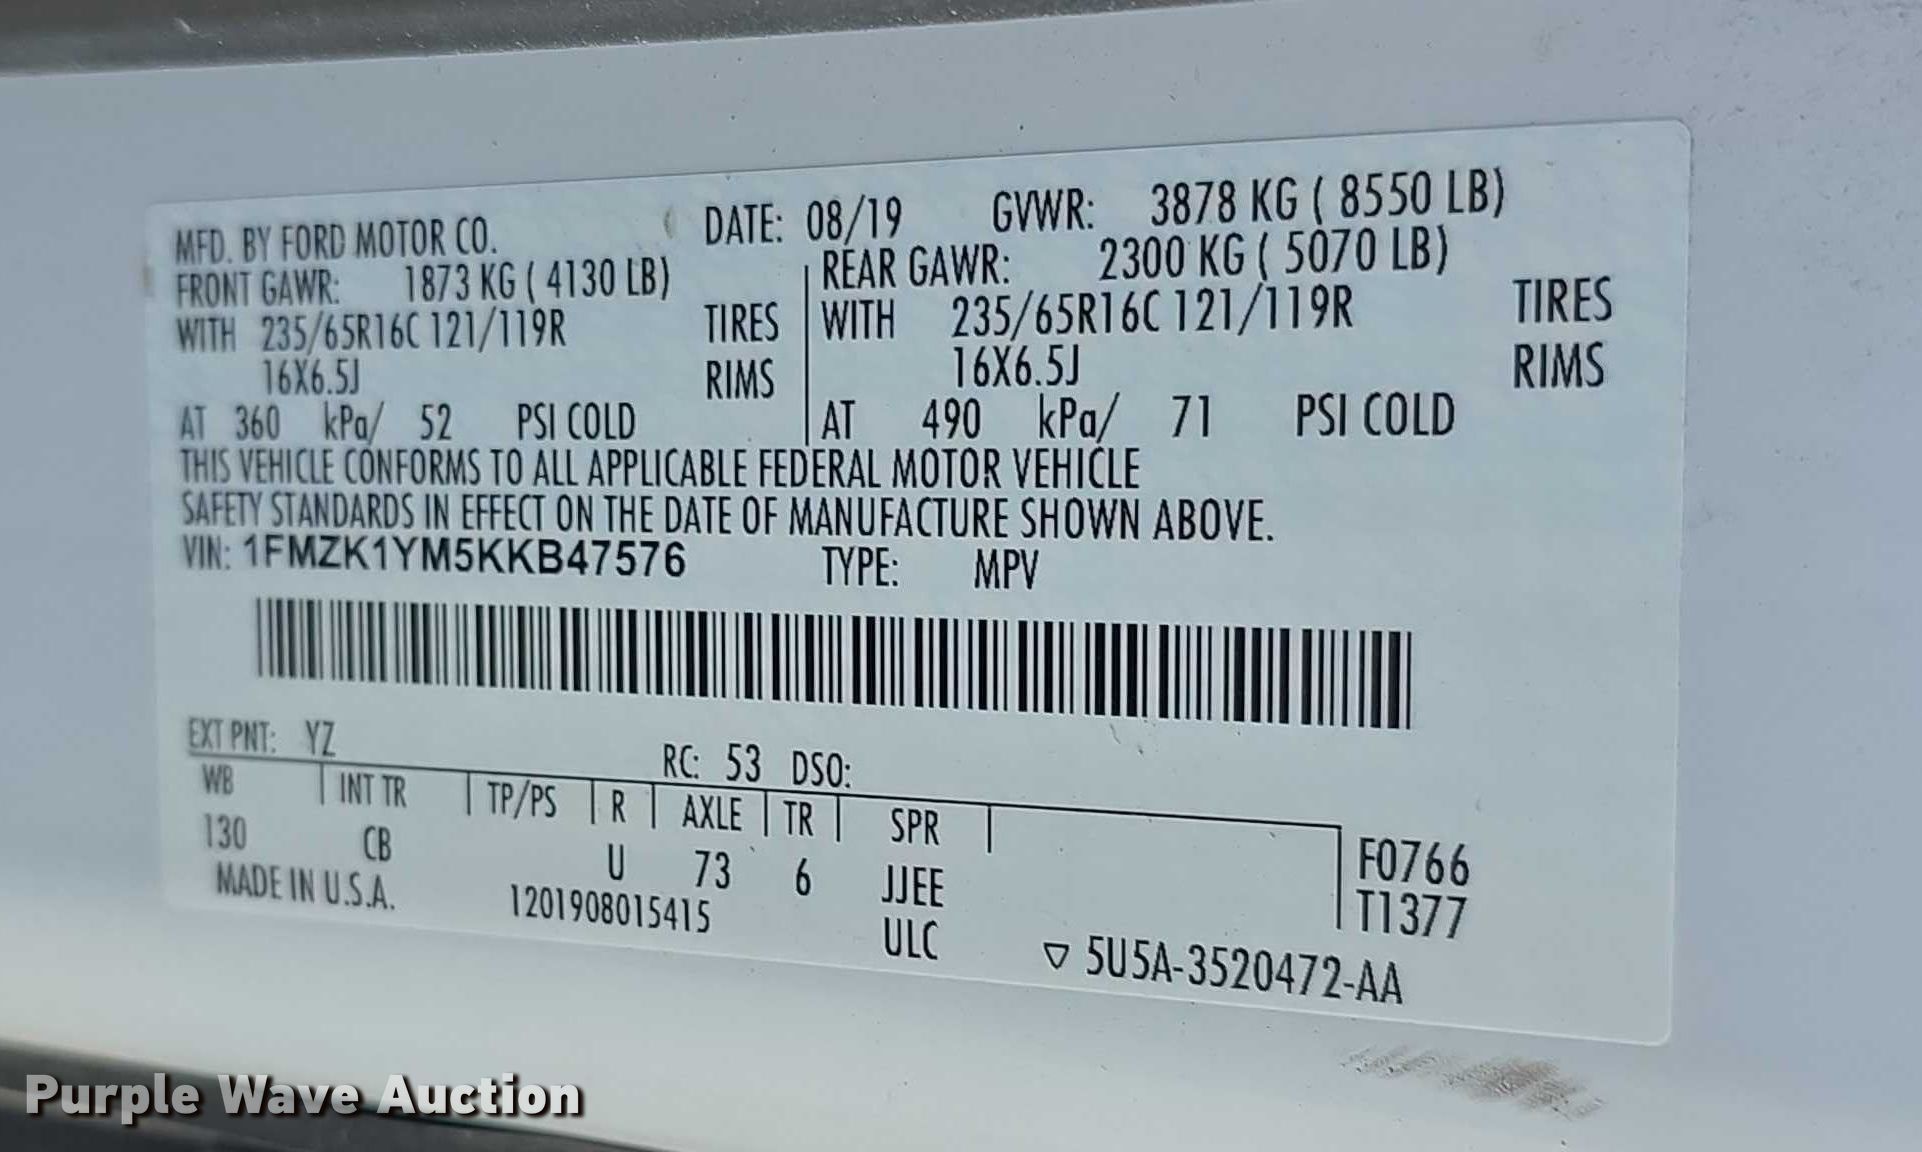 MFD. BY FORD MOTOR CO. DATE: 08/19 GVWR: 3878 KG ( 8550 LB)
FRONT GAWR: 1873 KG ( 4130 LB) REAR GAWR: 2300 KG ( 5070 LB)
WITH 235/65R16C 121/119R TIRES WITH 235/65R16C 121/119R TIRES
16X6.5J RIMS 16X6.5J RIMS
AT 360 kPa/ 52 PSI COLD AT 490 kPa/ 71 PSI COLD
THIS VEHICLE CONFORMS TO ALL APPLICABLE FEDERAL MOTOR VEHICLE
SAFETY STANDARDS IN EFFECT ON THE DATE OF MANUFACTURE SHOWN ABOVE.
VIN: 1FMZK1YM5KKB47576 TYPE: MPV
EXT PNT: YZ RC: 53 DSO:
WB INT TR TP/PS R AXLE TR SPR
130 CB U 73 6 JJEE F0766
MADE IN U.S.A. 1201908015415 ULC T1377
5U5A-3520472-AA
Purple Wave Auction